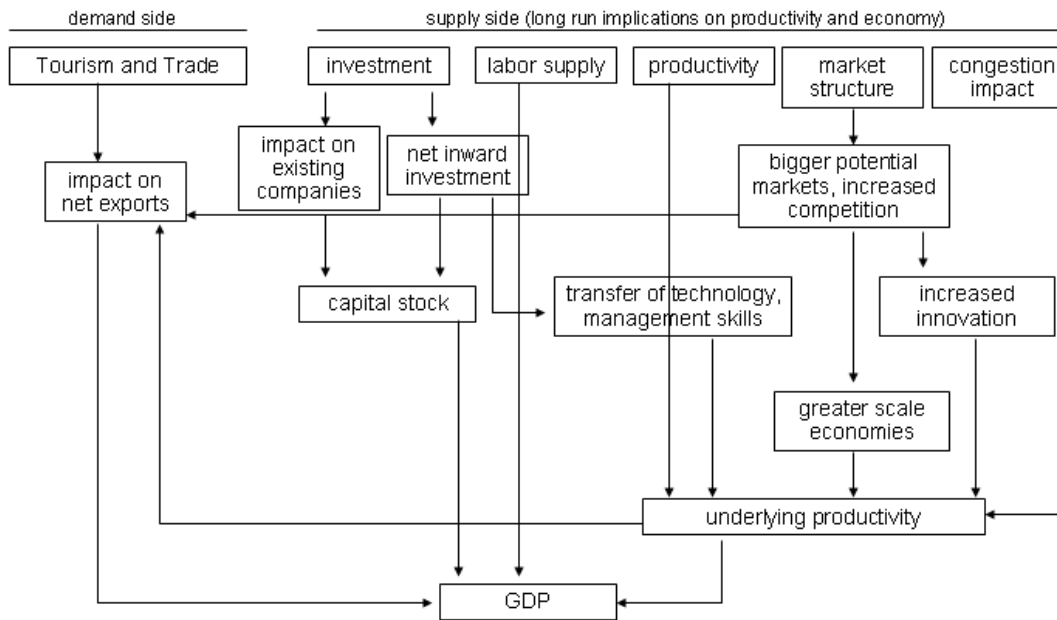 demand side
supply side (long run implications on productivity and economy)
Tourism and Trade
investment
labor supply
productivity
market
structure
congestion
impact
impact on
existing
companies
net inward
investment
bigger potential
markets, increased
competition
impact on
net exports
capital stock
transfer of technology,
management skills
increased
innovation
greater scale
economies
underlying productivity
GDP